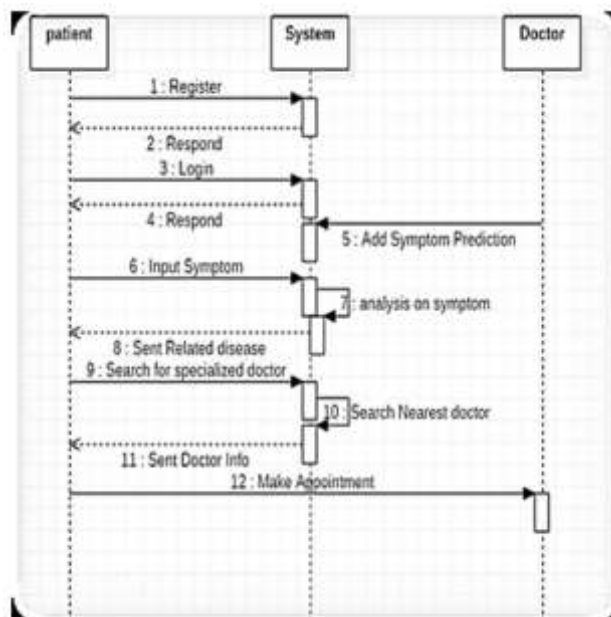 patient
System
Doctor
1 : Register
2 : Respond
3 : Login
4 : Respond
5 : Add Symptom Prediction
6 : Input Symptom
7 : analysis on symptom
8 : Sent Related disease
9 : Search for specialized doctor
10 : Search Nearest doctor
11 : Sent Doctor Info
12 : Make Appointment